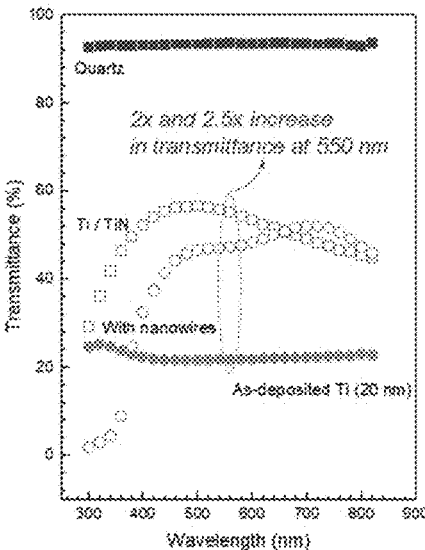 100
80
60
40
20
0
Transmittance (%)
Quartz
2x and 2.5x increase
in transmittance at 550 nm
Ti / TiN
With nanowires
As-deposited Ti (20 nm)
300 400 500 600 700 800 900
Wavelength (nm)